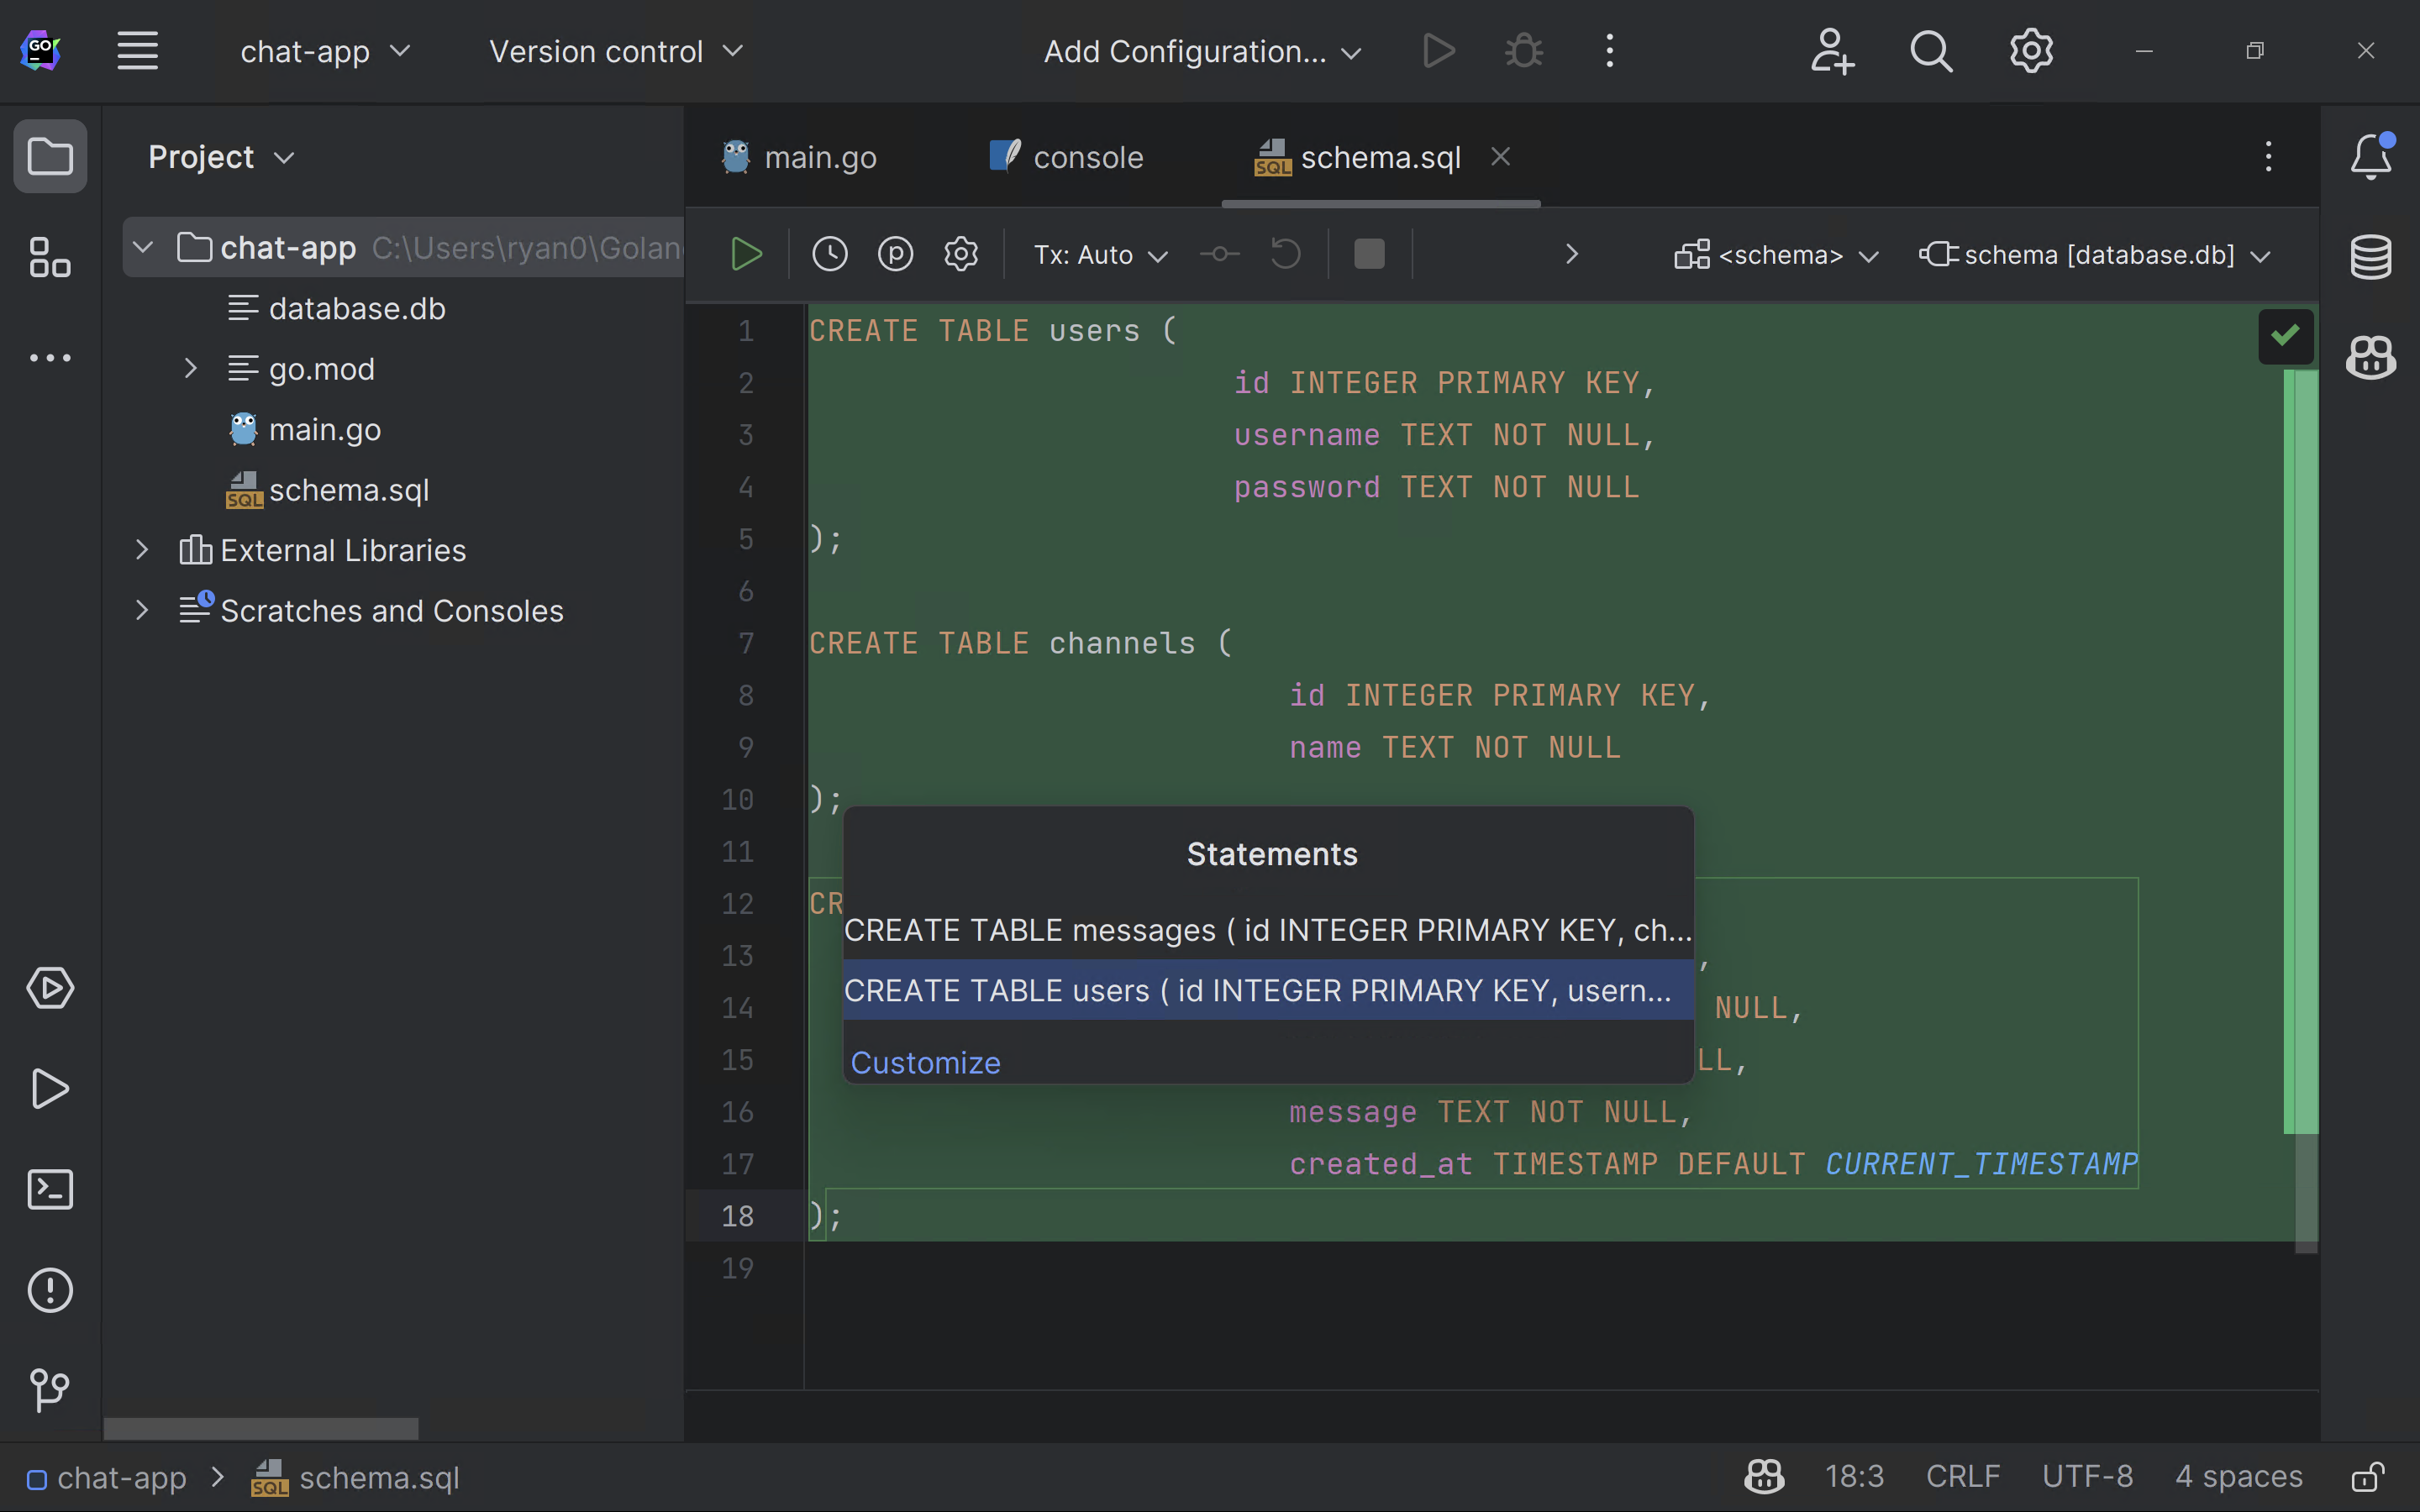 GO
chat-app
Version control
Add Configuration...
Project
main.go
console
SQL
schema.sql
chat-app C:\Users\ryan0\Golan
Tx: Auto
<schema>
schema [database.db]
database.db
go.mod
main.go
SQL schema.sql
External Libraries
Scratches and Consoles
1 CREATE TABLE users (
2 id INTEGER PRIMARY KEY,
3 username TEXT NOT NULL,
4 password TEXT NOT NULL
5 );
6
7 CREATE TABLE channels (
8 id INTEGER PRIMARY KEY,
9 name TEXT NOT NULL
10 );
11
12 CR
13 ,
14 NULL,
15 LL,
16 message TEXT NOT NULL,
17 created_at TIMESTAMP DEFAULT CURRENT_TIMESTAMP
18 );
19
Statements
CREATE TABLE messages ( id INTEGER PRIMARY KEY, ch...
CREATE TABLE users ( id INTEGER PRIMARY KEY, usern...
Customize
chat-app > SQL schema.sql
18:3 CRLF UTF-8 4 spaces